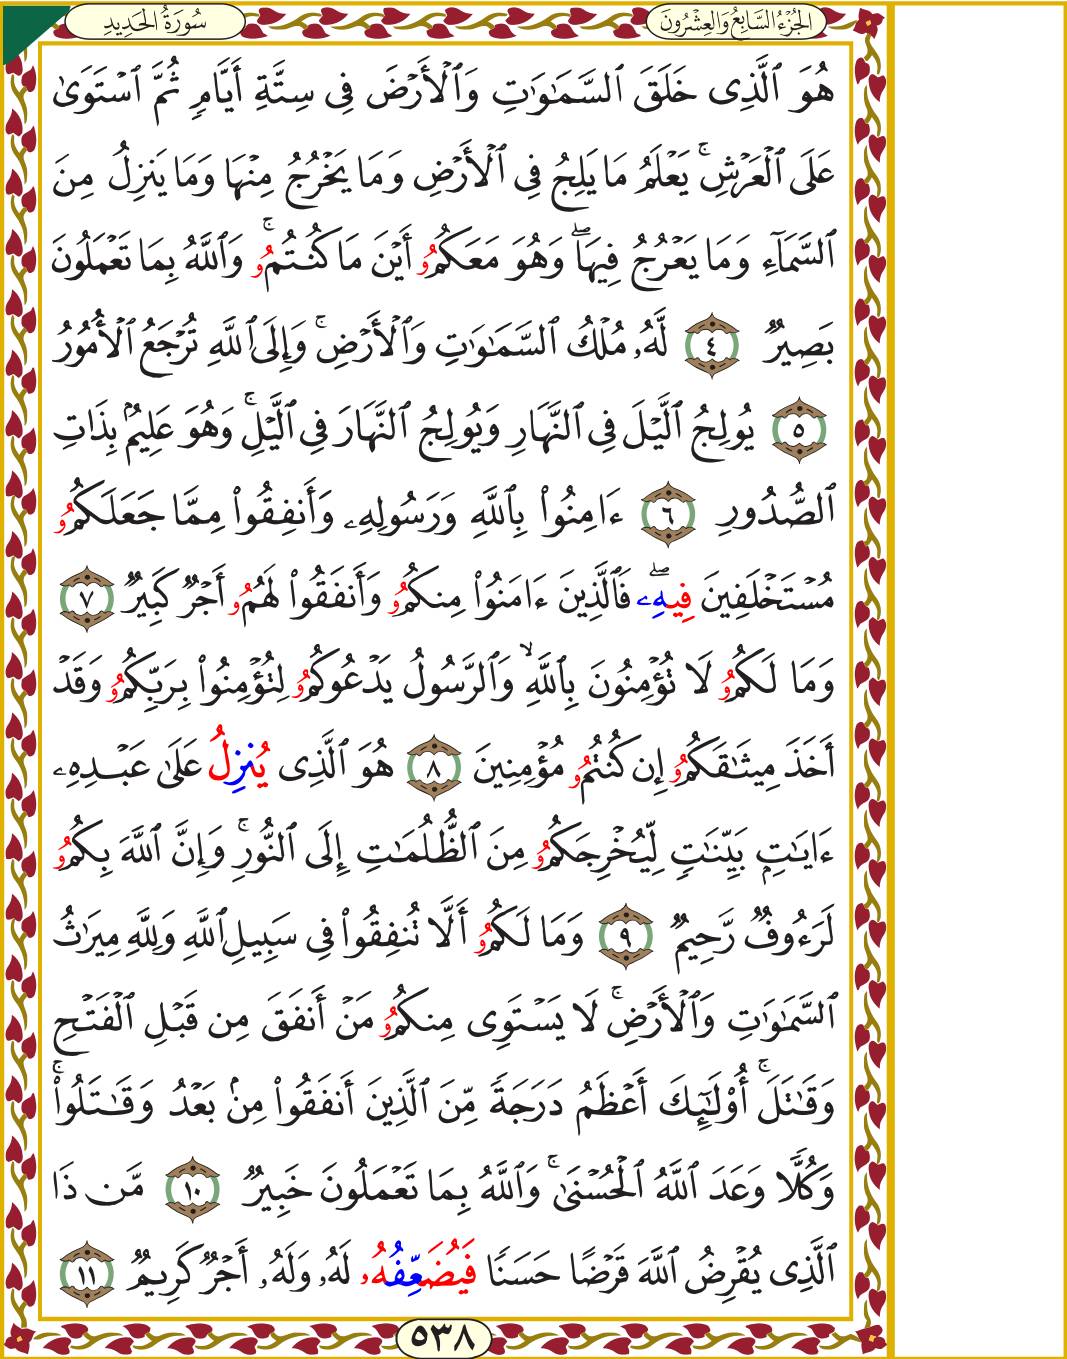 الجُزْءُ السَّابِعُ وَالعِشْرُونَ
سُورَةُ الحَدِيدِ
هُوَ ٱلَّذِى خَلَقَ ٱلسَّمَٰوَٰتِ وَٱلْأَرْضَ فِى سِتَّةِ أَيَّامٍ ثُمَّ ٱسْتَوَىٰ
عَلَى ٱلْعَرْشِ ۚ يَعْلَمُ مَا يَلِجُ فِى ٱلْأَرْضِ وَمَا يَخْرُجُ مِنْهَا وَمَا يَنزِلُ مِنَ
ٱلسَّمَآءِ وَمَا يَعْرُجُ فِيهَا ۖ وَهُوَ مَعَكُمُۥ أَيْنَ مَا كُنتُمُۥ ۚ وَٱللَّهُ بِمَا تَعْمَلُونَ
بَصِيرٌ ٤ لَّهُۥ مُلْكُ ٱلسَّمَٰوَٰتِ وَٱلْأَرْضِ ۚ وَإِلَى ٱللَّهِ تُرْجَعُ ٱلْأُمُورُ
٥ يُولِجُ ٱلَّيْلَ فِى ٱلنَّهَارِ وَيُولِجُ ٱلنَّهَارَ فِى ٱلَّيْلِ ۚ وَهُوَ عَلِيمٌۢ بِذَاتِ
ٱلصُّدُورِ ٦ ءَامِنُوا۟ بِٱللَّهِ وَرَسُولِهِۦ وَأَنفِقُوا۟ مِمَّا جَعَلَكُمُۥ
مُسْتَخْلَفِينَ فِيهِۦ ۖ فَٱلَّذِينَ ءَامَنُوا۟ مِنكُمُۥ وَأَنفَقُوا۟ لَهُمُۥ أَجْرٌ كَبِيرٌ ٧
وَمَا لَكُمُۥ لَا تُؤْمِنُونَ بِٱللَّهِ ۙ وَٱلرَّسُولُ يَدْعُوكُمُۥ لِتُؤْمِنُوا۟ بِرَبِّكُمُۥ وَقَدْ
أَخَذَ مِيثَٰقَكُمُۥ إِن كُنتُمُۥ مُؤْمِنِينَ ٨ هُوَ ٱلَّذِى يُنزِلُ عَلَىٰ عَبْدِهِۦ
ءَايَٰتٍۭ بَيِّنَٰتٍ لِّيُخْرِجَكُمُۥ مِنَ ٱلظُّلُمَٰتِ إِلَى ٱلنُّورِ ۚ وَإِنَّ ٱللَّهَ بِكُمُۥ
لَرَءُوفٌ رَّحِيمٌ ٩ وَمَا لَكُمُۥ أَلَّا تُنفِقُوا۟ فِى سَبِيلِ ٱللَّهِ وَلِلَّهِ مِيرَٰثُ
ٱلسَّمَٰوَٰتِ وَٱلْأَرْضِ ۚ لَا يَسْتَوِى مِنكُمُۥ مَنْ أَنفَقَ مِن قَبْلِ ٱلْفَتْحِ
وَقَٰتَلَ ۚ أُو۟لَٰٓئِكَ أَعْظَمُ دَرَجَةً مِّنَ ٱلَّذِينَ أَنفَقُوا۟ مِنۢ بَعْدُ وَقَٰتَلُوا۟ ۚ
وَكُلًّا وَعَدَ ٱللَّهُ ٱلْحُسْنَىٰ ۚ وَٱللَّهُ بِمَا تَعْمَلُونَ خَبِيرٌ ١٠ مَّن ذَا
ٱلَّذِى يُقْرِضُ ٱللَّهَ قَرْضًا حَسَنًا فَيُضَعِّفُهُۥ لَهُۥ وَلَهُۥ أَجْرٌ كَرِيمٌ ١١
٥٣٨